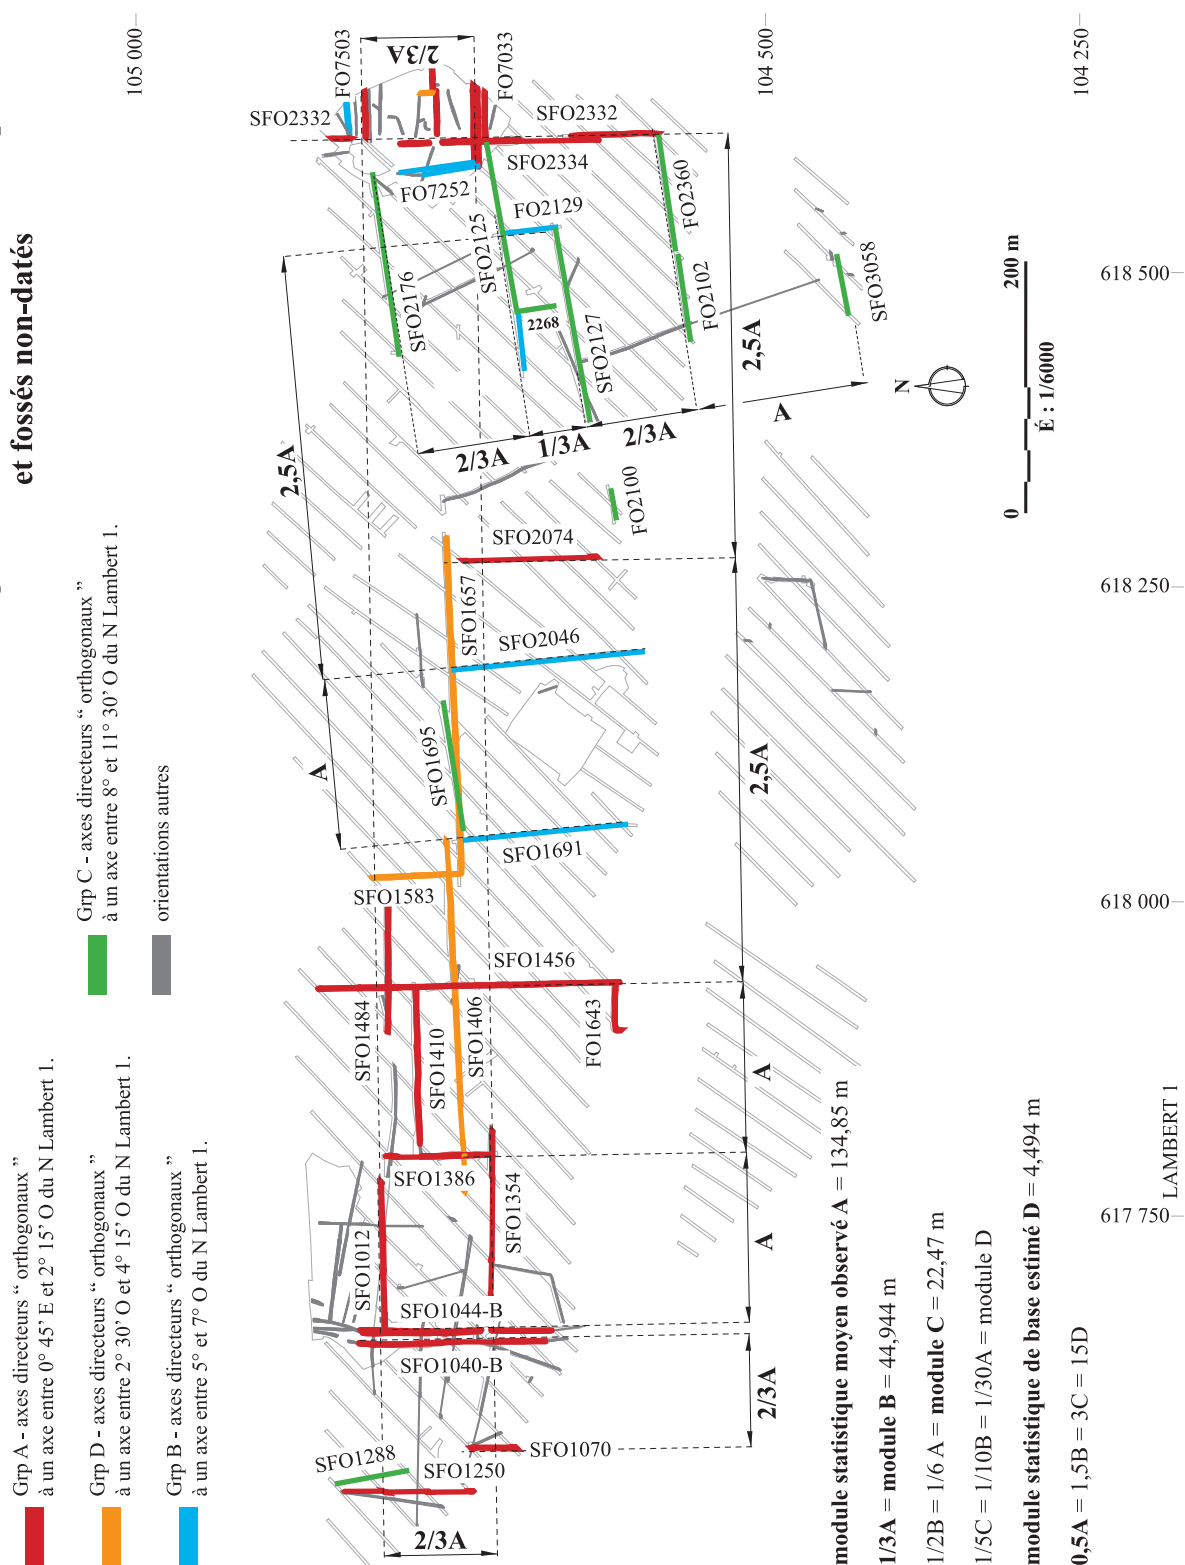 et fossés non-datés
Grp A - axes directeurs “ orthogonaux ”
à un axe entre 0° 45’ E et 2° 15’ O du N Lambert 1.
Grp D - axes directeurs “ orthogonaux ”
à un axe entre 2° 30’ O et 4° 15’ O du N Lambert 1.
Grp B - axes directeurs “ orthogonaux ”
à un axe entre 5° et 7° O du N Lambert 1.
Grp C - axes directeurs “ orthogonaux ”
à un axe entre 8° et 11° 30’ O du N Lambert 1.
orientations autres
105 000
104 500
104 250
618 500
618 250
618 000
617 750
LAMBERT 1
SFO2332
FO7503
2/3A
FO7033
SFO2332
SFO2334
FO7252
FO2129
SFO2125
FO2360
SFO2176
2268
FO2102
SFO2127
SFO3058
2,5A
2,5A
2/3A
1/3A
2/3A
A
FO2100
SFO2074
SFO1657
SFO2046
SFO1695
A
2,5A
SFO1691
SFO1583
SFO1456
SFO1484
SFO1410
SFO1406
FO1643
A
SFO1386
SFO1354
SFO1012
A
SFO1044-B
SFO1040-B
2/3A
SFO1070
SFO1288
SFO1250
2/3A
N
0
200 m
É : 1/6000
module statistique moyen observé A = 134,85 m
1/3A = module B = 44,944 m
1/2B = 1/6 A = module C = 22,47 m
1/5C = 1/10B = 1/30A = module D
module statistique de base estimé D = 4,494 m
0,5A = 1,5B = 3C = 15D